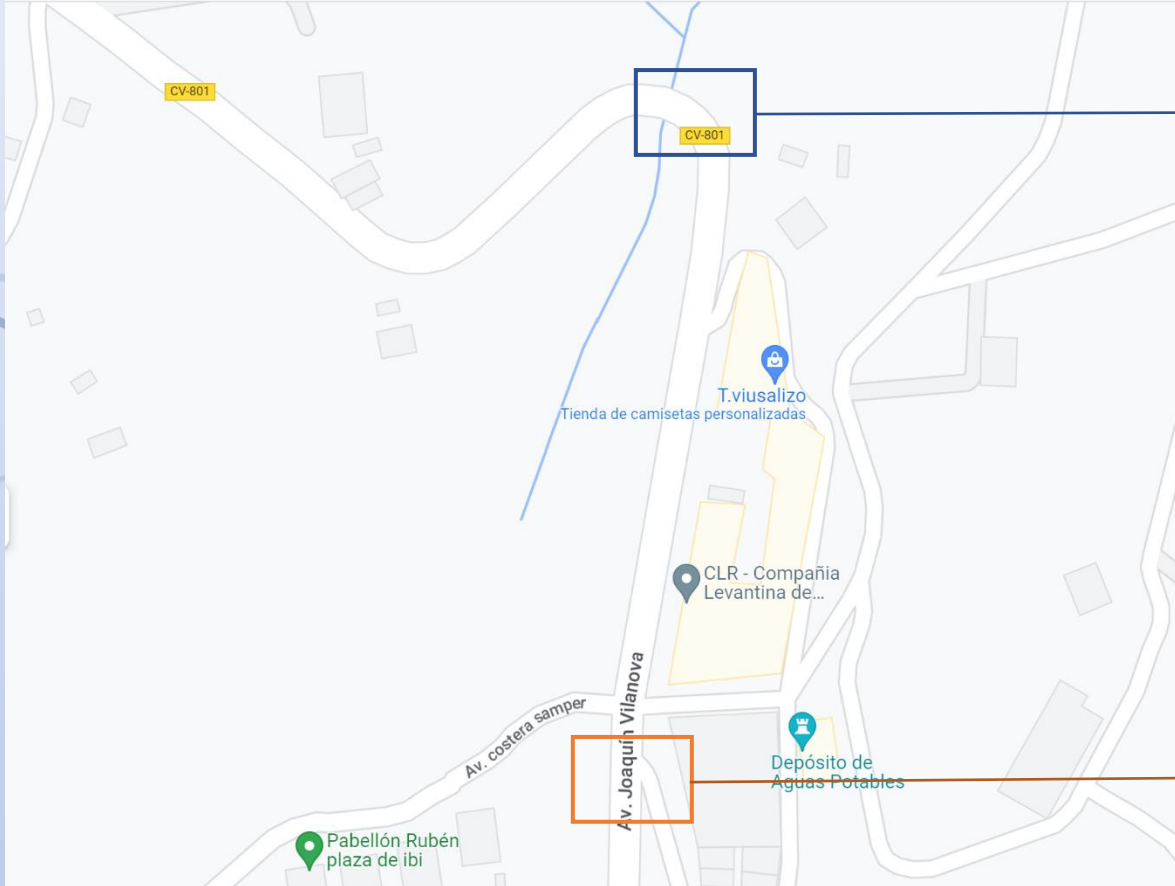 CV-801
CV-801
T.viusalizo
Tienda de camisetas personalizadas
CLR - Compañia
Levantina de...
Av. Joaquín Vilanova
Av. costera samper
Depósito de
Aguas Potables
Pabellón Rubén
plaza de ibi